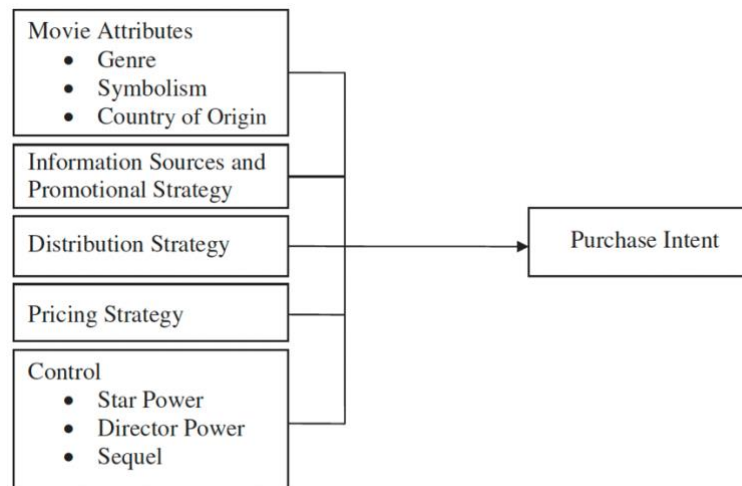 Movie Attributes
• Genre
• Symbolism
• Country of Origin
Information Sources and
Promotional Strategy
Distribution Strategy
Pricing Strategy
Control
• Star Power
• Director Power
• Sequel
Purchase Intent